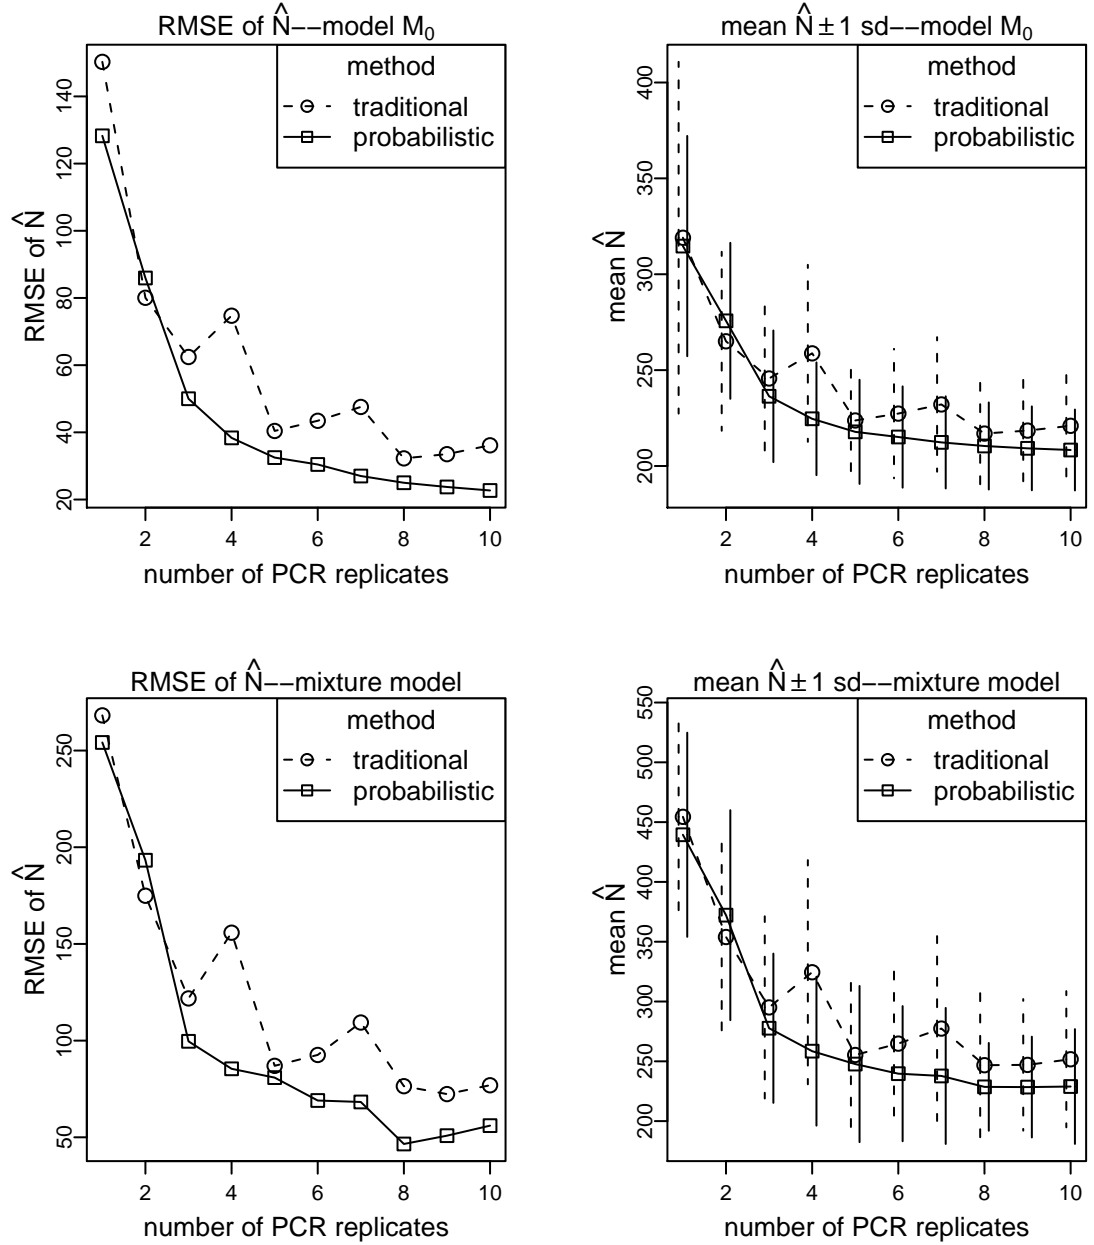 RMSE of N̂−−model M₀
method
traditional
probabilistic
RMSE of N̂
140
120
100
80
60
40
20
2 4 6 8 10
number of PCR replicates
mean N̂ ± 1 sd−−model M₀
method
traditional
probabilistic
mean N̂
400
350
300
250
200
2 4 6 8 10
number of PCR replicates
RMSE of N̂−−mixture model
method
traditional
probabilistic
RMSE of N̂
250
200
150
100
50
2 4 6 8 10
number of PCR replicates
mean N̂ ± 1 sd−−mixture model
method
traditional
probabilistic
mean N̂
550
500
450
400
350
300
250
200
2 4 6 8 10
number of PCR replicates